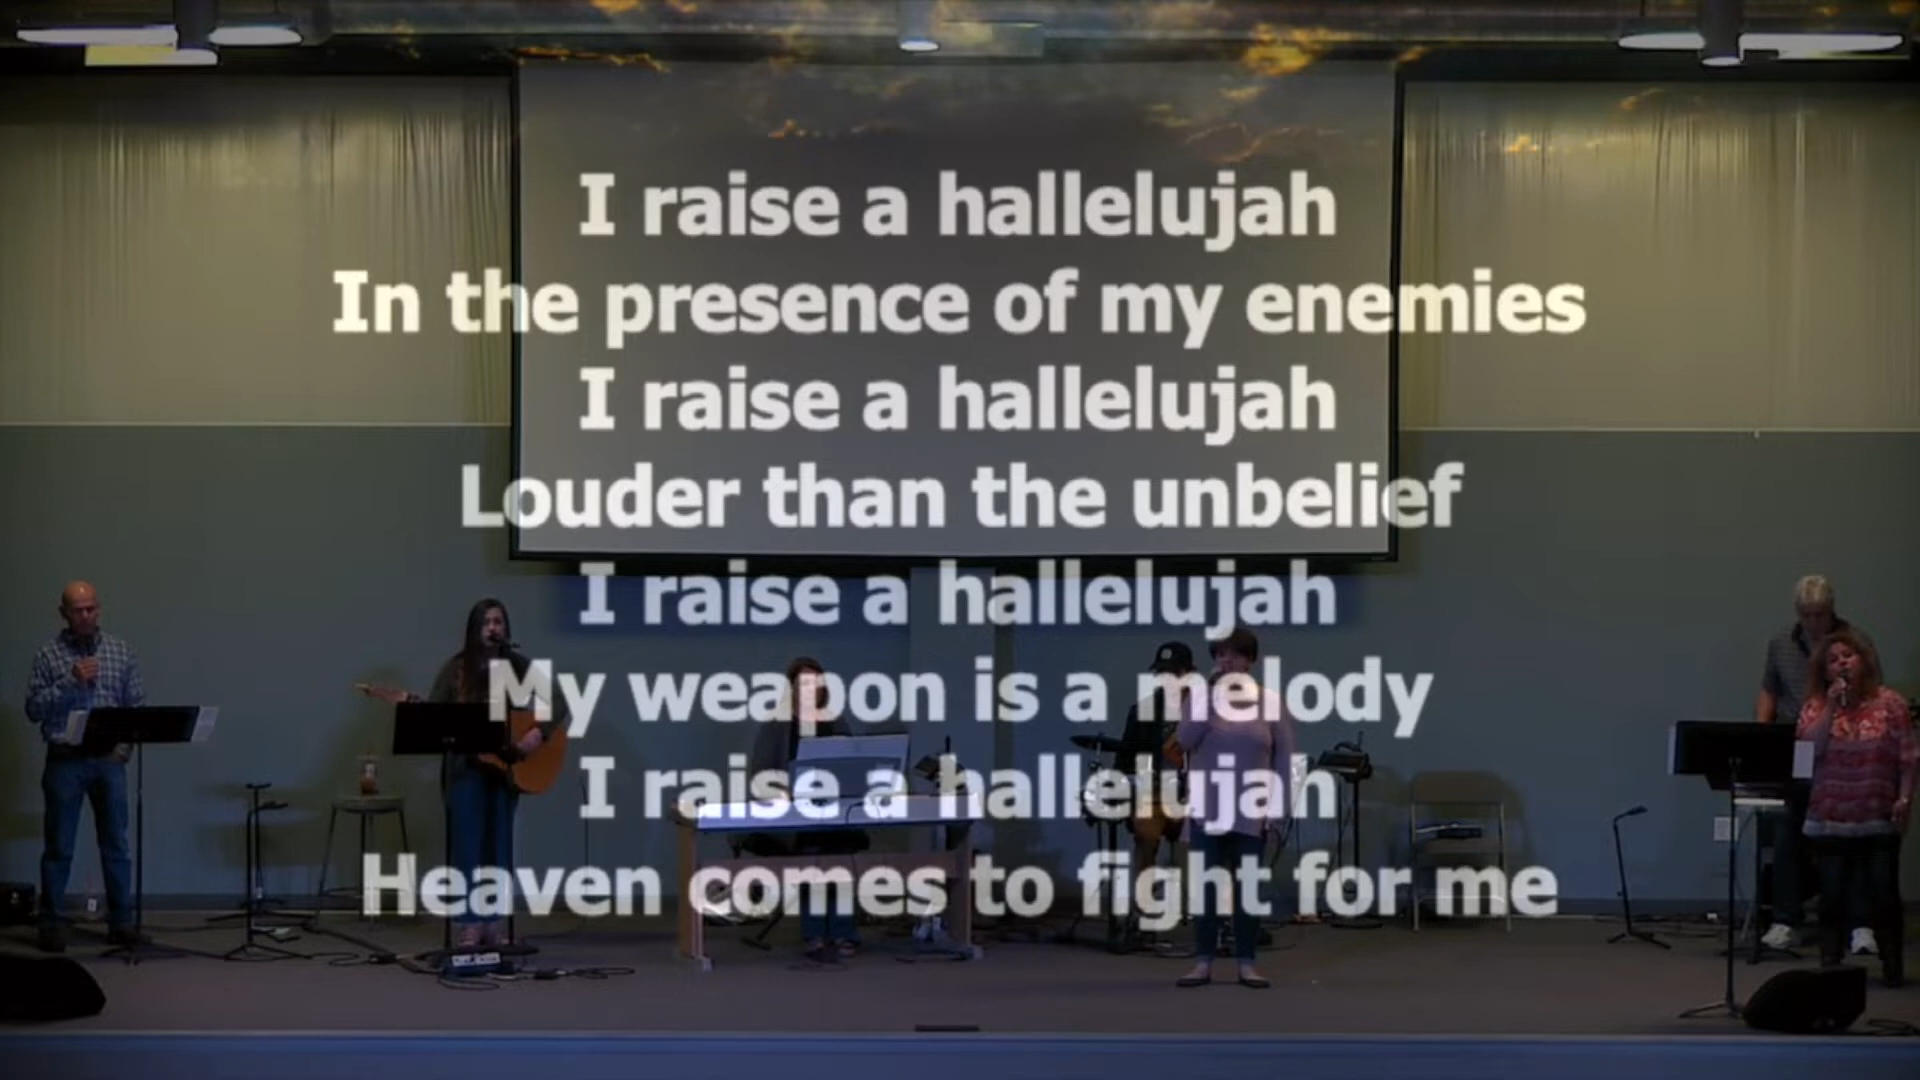 I raise a hallelujah
In the presence of my enemies
I raise a hallelujah
Louder than the unbelief
I raise a hallelujah
My weapon is a melody
I raise a hallelujah
Heaven comes to fight for me